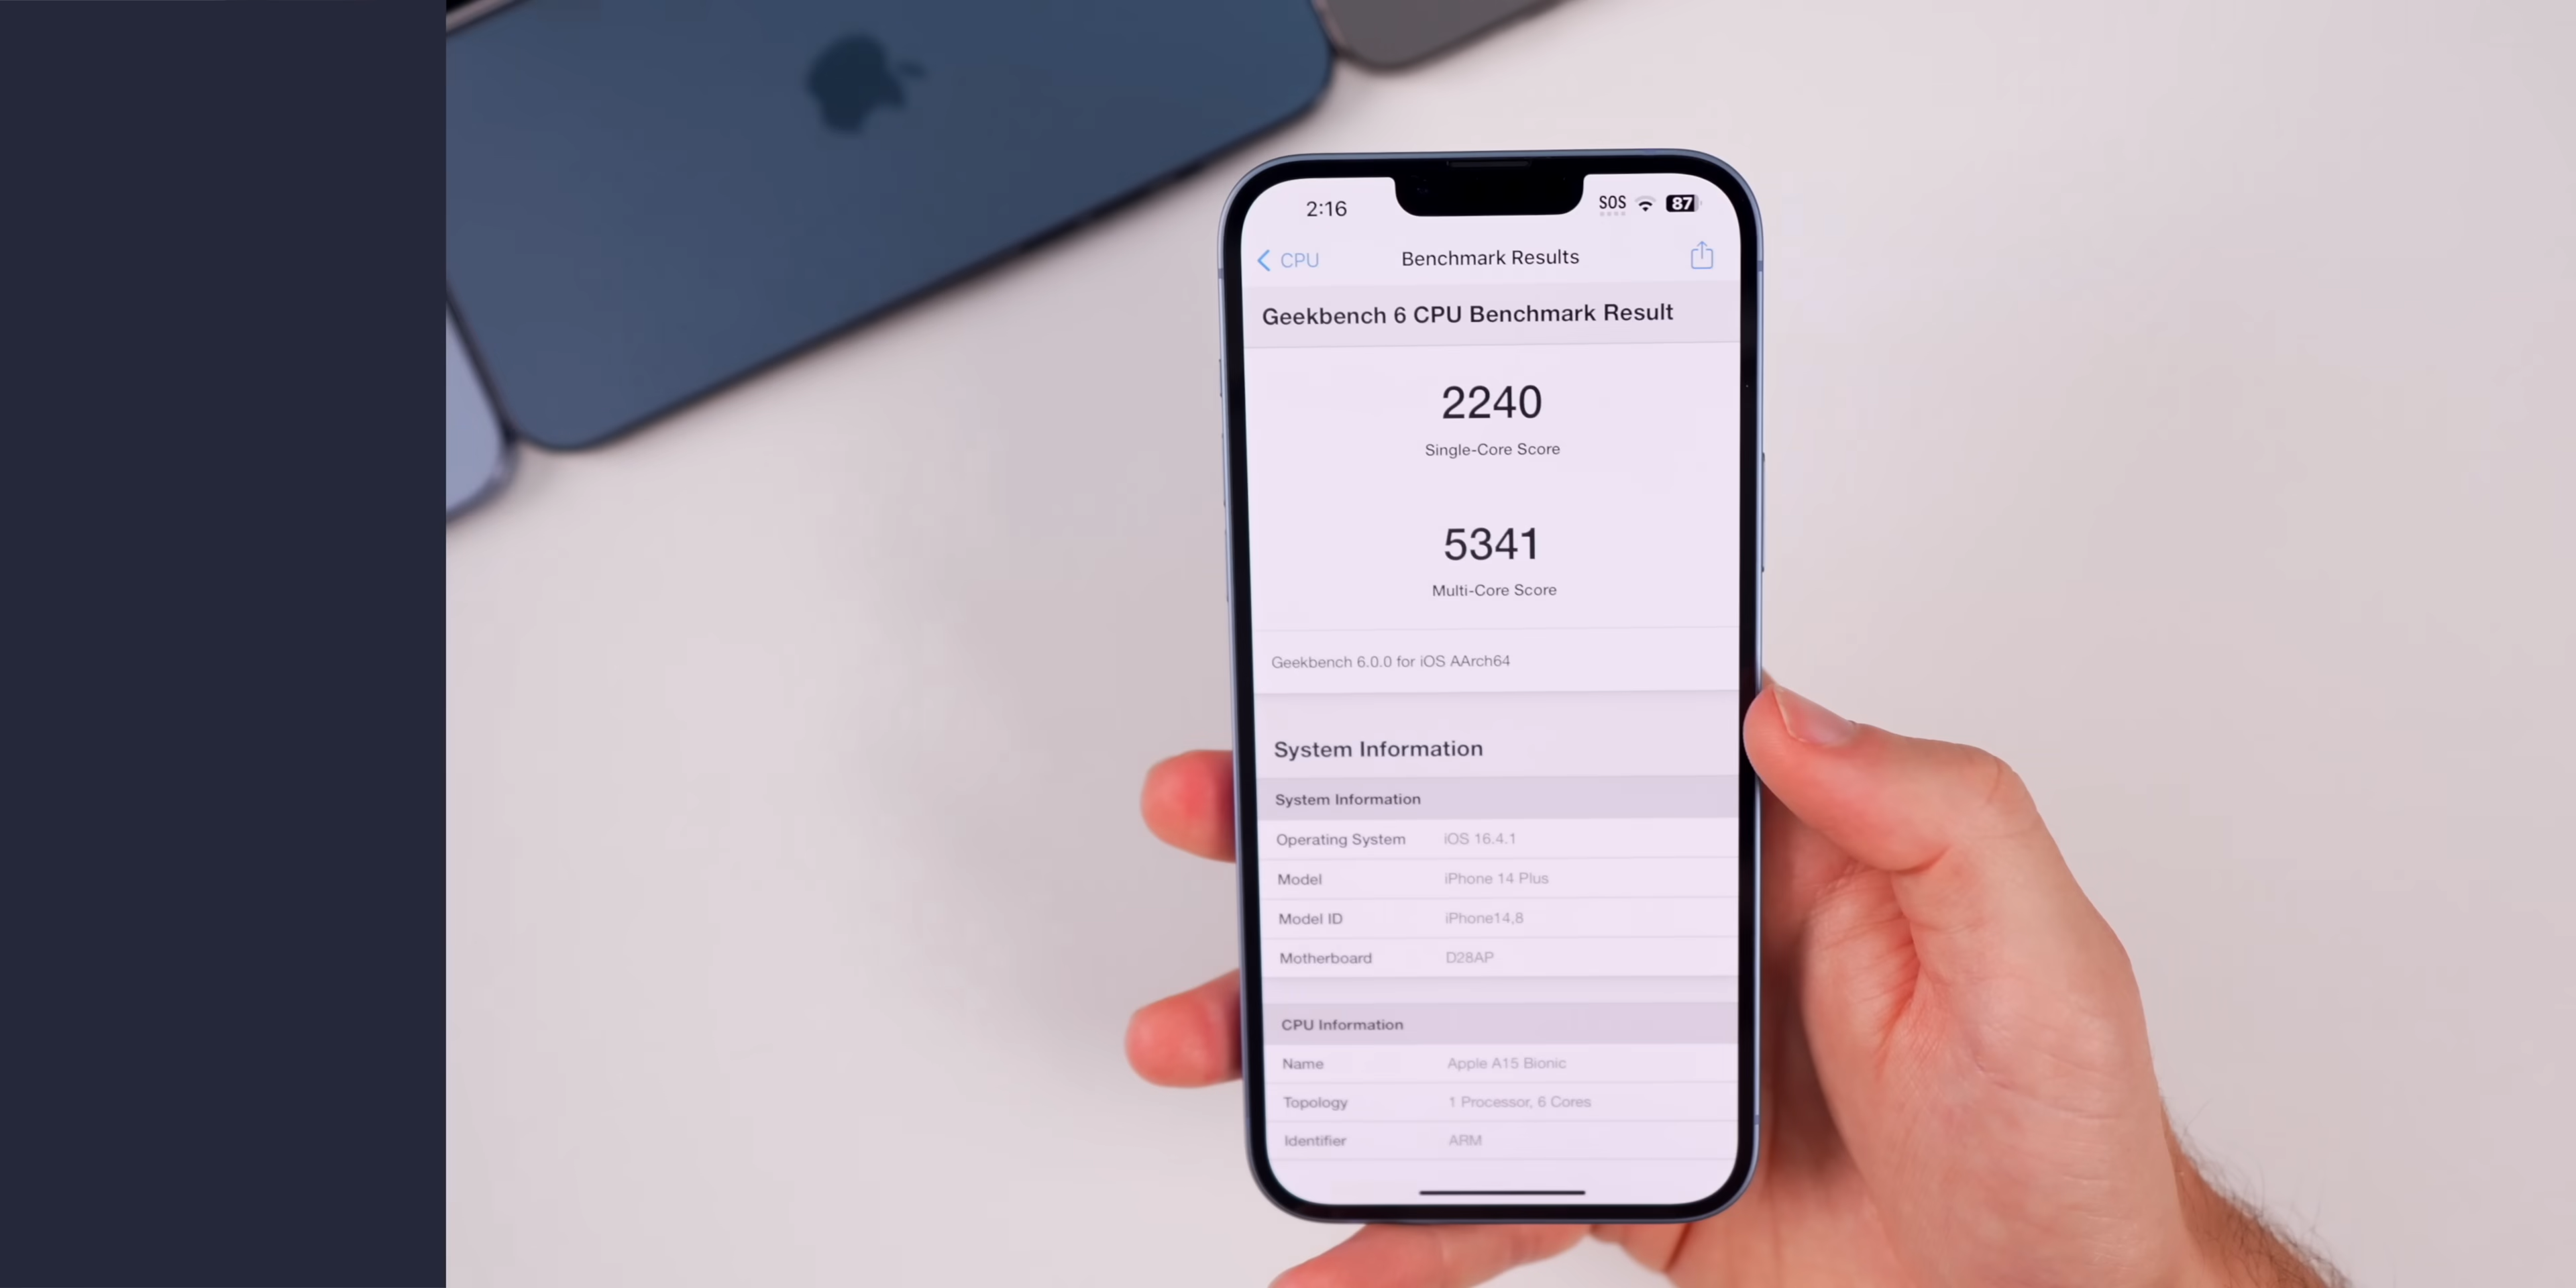 2:16 SOS 87
CPU Benchmark Results
Geekbench 6 CPU Benchmark Result
2240
Single-Core Score
5341
Multi-Core Score
Geekbench 6.0.0 for iOS AArch64
System Information
System Information
Operating System iOS 16.4.1
Model iPhone 14 Plus
Model ID iPhone14,8
Motherboard D28AP
CPU Information
Name Apple A15 Bionic
Topology 1 Processor, 6 Cores
Identifier ARM